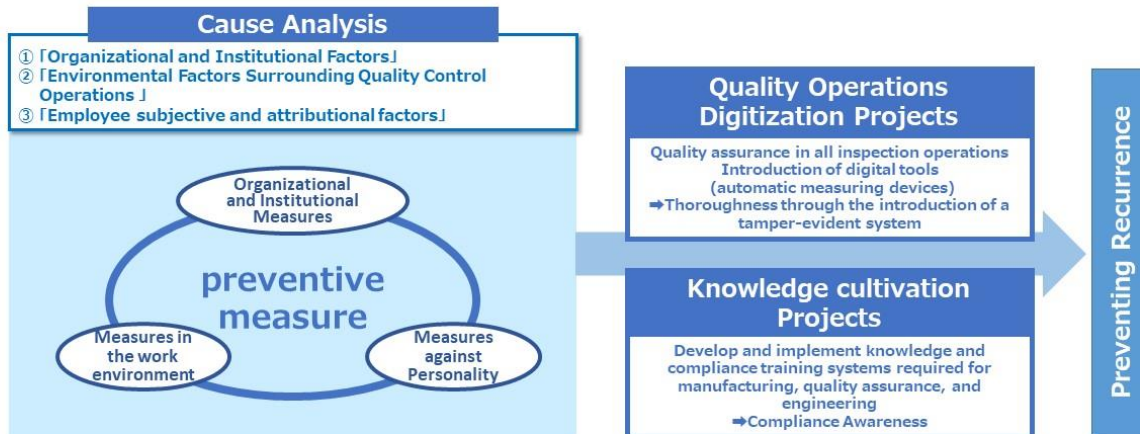 Cause Analysis
① ｢Organizational and Institutional Factors｣
② ｢Environmental Factors Surrounding Quality Control
Operations ｣
③ ｢Employee subjective and attributional factors｣
Organizational
and Institutional
Measures
preventive
measure
Measures in
the work
environment
Measures
against
Personality
Quality Operations
Digitization Projects
Quality assurance in all inspection operations
Introduction of digital tools
(automatic measuring devices)
➡Thoroughness through the introduction of a
tamper-evident system
Knowledge cultivation
Projects
Develop and implement knowledge and
compliance training systems required for
manufacturing, quality assurance, and
engineering
➡Compliance Awareness
Preventing Recurrence